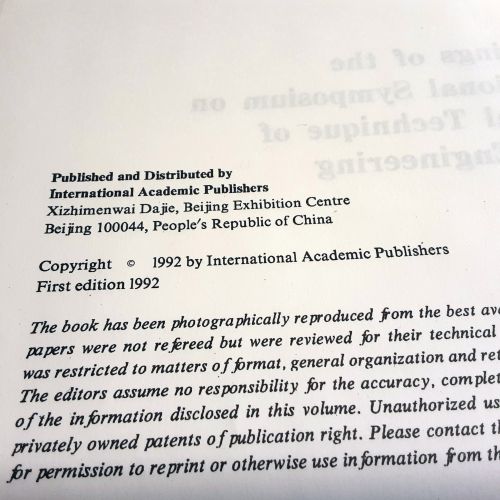 Published and Distributed by
International Academic Publishers
Xizhimenwai Dajie, Beijing Exhibition Centre
Beijing 100044, People's Republic of China
Copyright © 1992 by International Academic Publishers
First edition 1992
The book has been photographically reproduced from the best
papers were not refereed but were reviewed for their technical
was restricted to matters of format, general organization and
The editors assume no responsibility for the accuracy,
of the information disclosed in this volume. Unauthorized
privately owned patents of publication right. Please contact
for permission to reprint or otherwise use information from